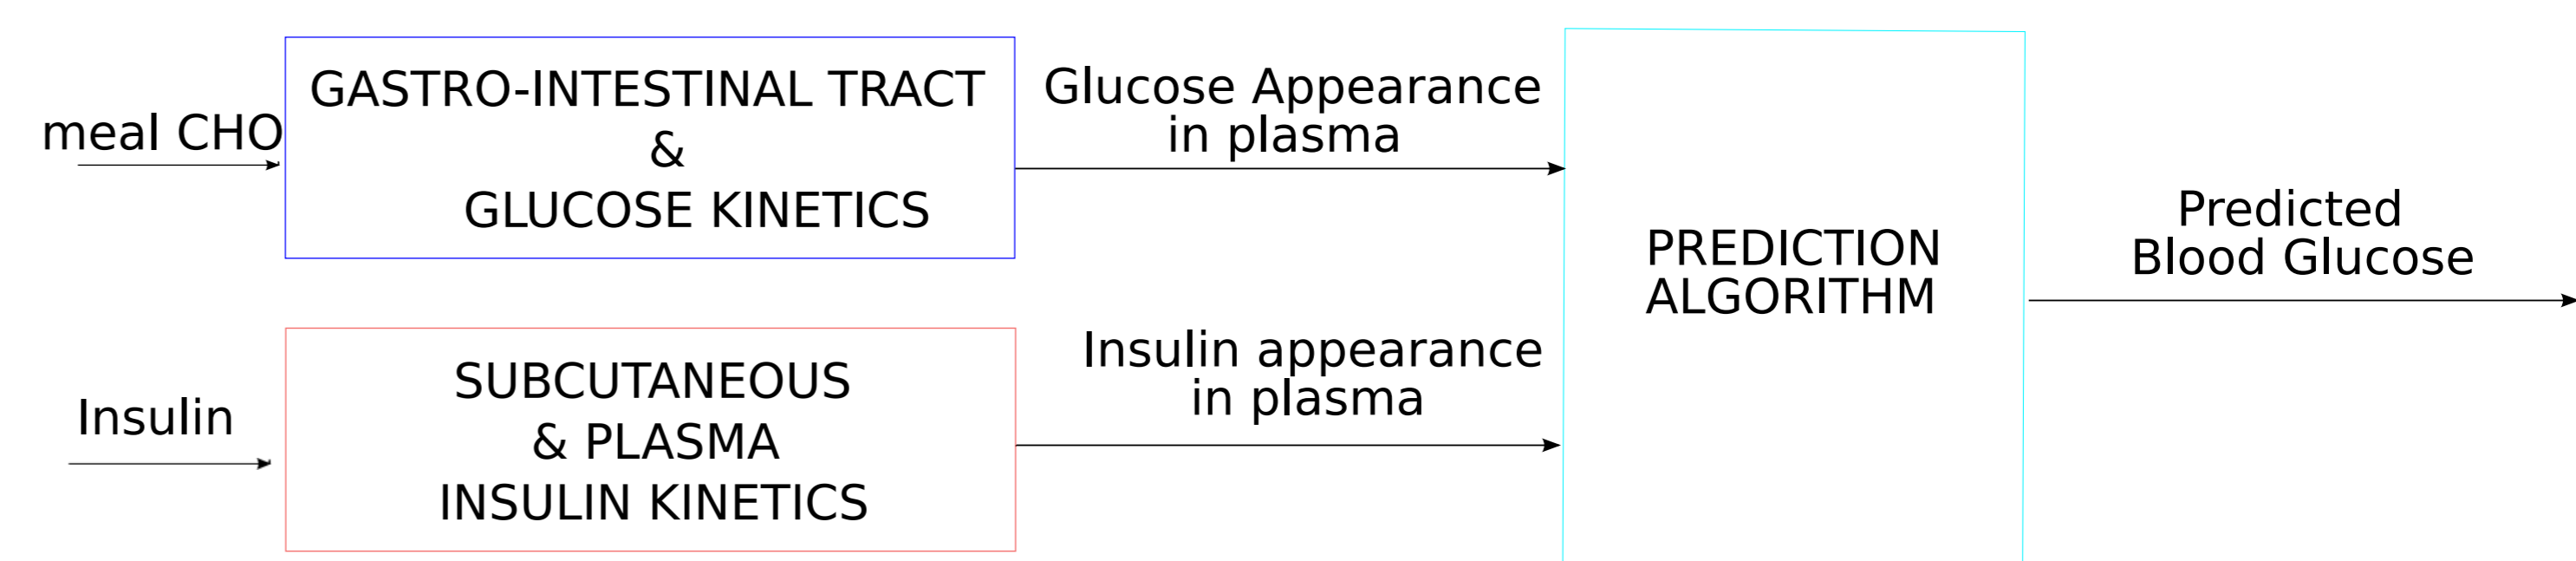 meal CHO
GASTRO-INTESTINAL TRACT
&
GLUCOSE KINETICS
Glucose Appearance
in plasma
Insulin
SUBCUTANEOUS
& PLASMA
INSULIN KINETICS
Insulin appearance
in plasma
PREDICTION
ALGORITHM
Predicted
Blood Glucose